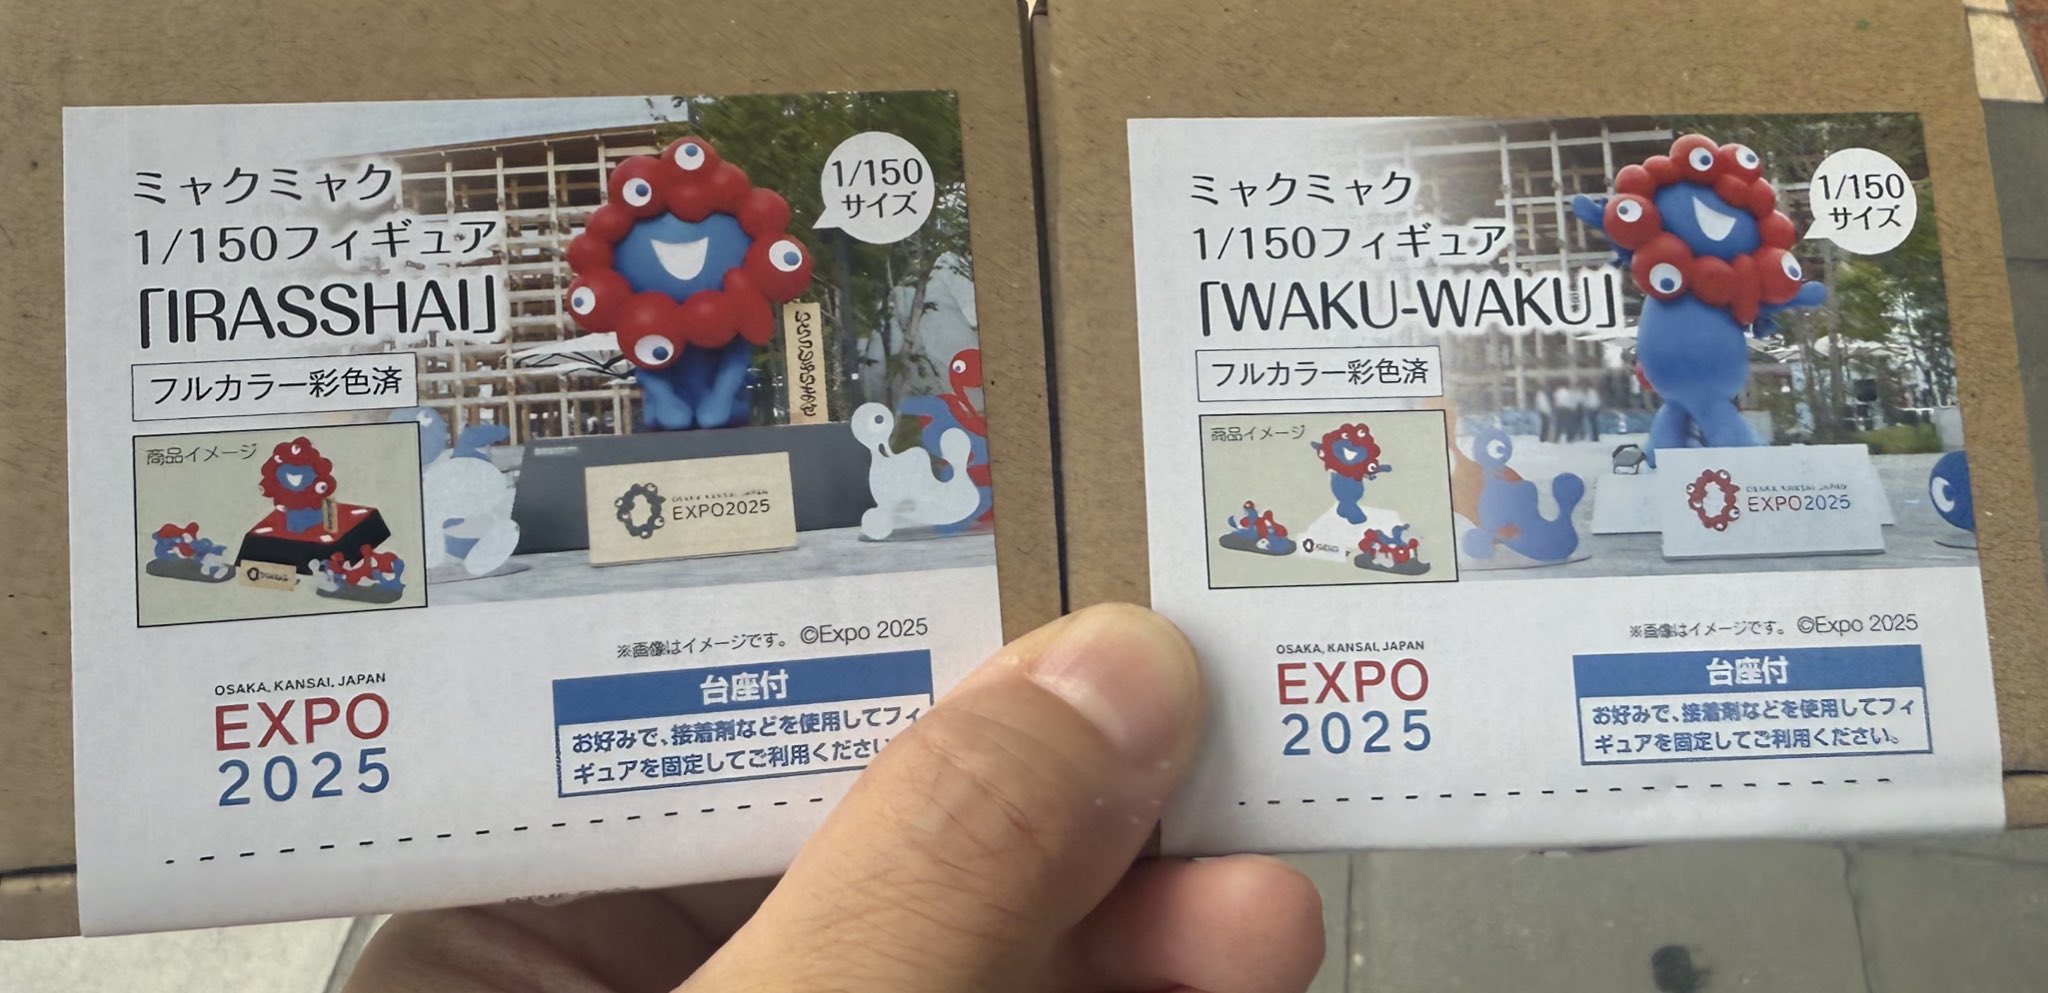 ミャクミャク
1/150フィギュア
「IRASSHAI」
フルカラー彩色済
1/150
サイズ
商品イメージ
OSAKA, KANSAI, JAPAN
EXPO2025
※画像はイメージです。 ©Expo 2025
OSAKA, KANSAI, JAPAN
EXPO
2025
台座付
お好みで、接着剤などを使用してフィ
ギュアを固定してご利用ください
ミャクミャク
1/150フィギュア
「WAKU-WAKU」
フルカラー彩色済
1/150
サイズ
商品イメージ
OSAKA, KANSAI, JAPAN
EXPO2025
※画像はイメージです。 ©Expo 2025
OSAKA, KANSAI, JAPAN
EXPO
2025
台座付
お好みで、接着剤などを使用してフィ
ギュアを固定してご利用ください。